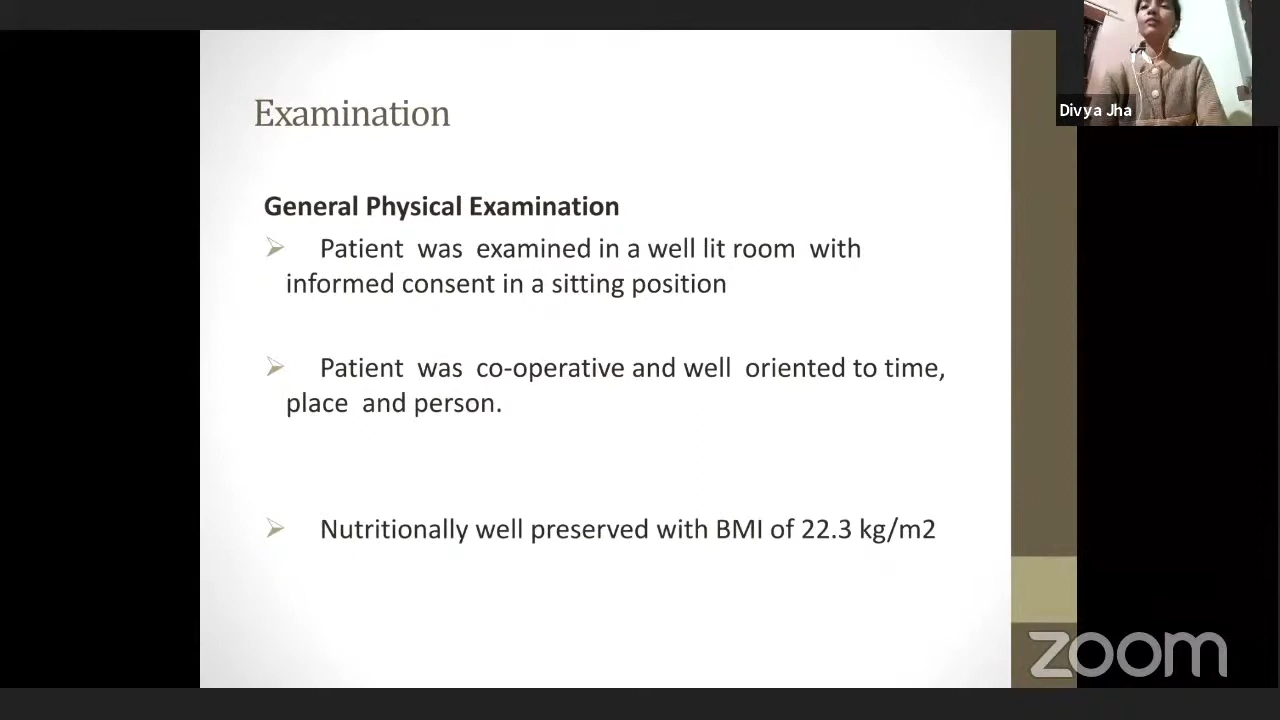 Examination
General Physical Examination
Patient was examined in a well lit room with
informed consent in a sitting position
Patient was co-operative and well oriented to time,
place and person.
Nutritionally well preserved with BMI of 22.3 kg/m2
Divya Jha
zoom